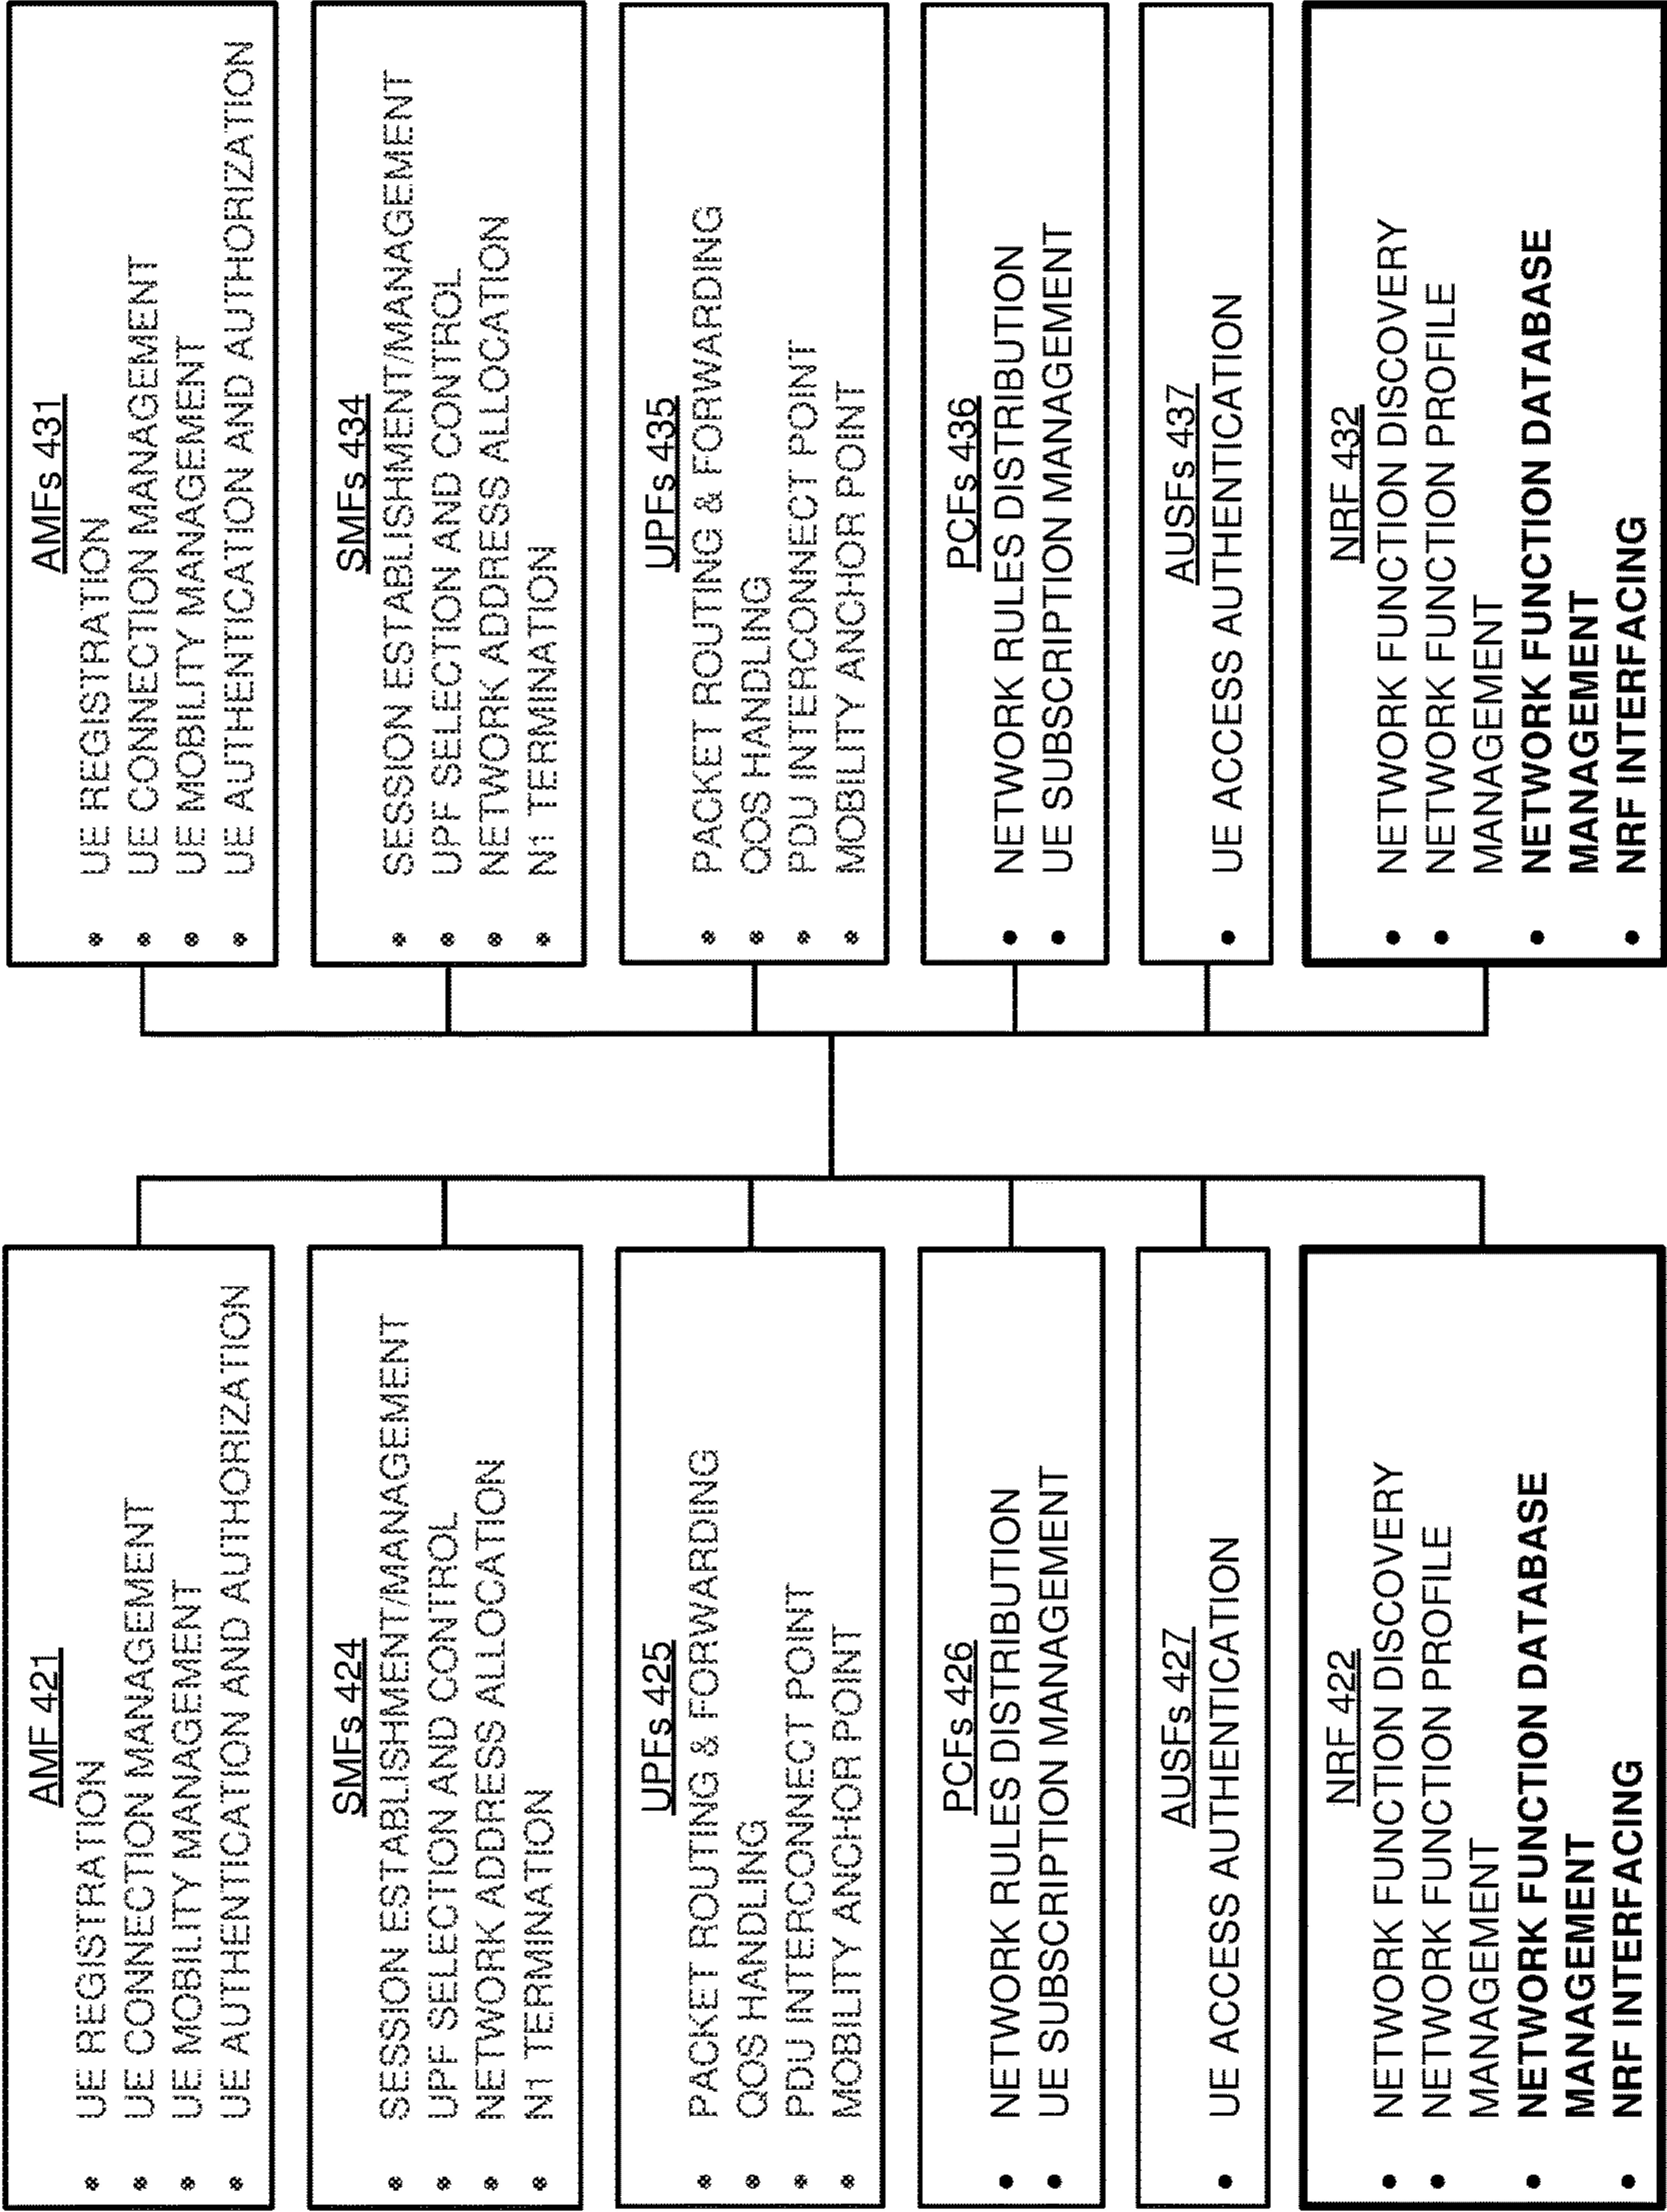 AMF 421
• UE REGISTRATION
• UE CONNECTION MANAGEMENT
• UE MOBILITY MANAGEMENT
• UE AUTHENTICATION AND AUTHORIZATION
SMFs 424
• SESSION ESTABLISHMENT/MANAGEMENT
• UPF SELECTION AND CONTROL
• NETWORK ADDRESS ALLOCATION
• N1 TERMINATION
UPFs 425
• PACKET ROUTING & FORWARDING
• QOS HANDLING
• PDU INTERCONNECT POINT
• MOBILITY ANCHOR POINT
PCFs 426
• NETWORK RULES DISTRIBUTION
• UE SUBSCRIPTION MANAGEMENT
AUSFs 427
• UE ACCESS AUTHENTICATION
NRF 422
• NETWORK FUNCTION DISCOVERY
• NETWORK FUNCTION PROFILE
MANAGEMENT
• NETWORK FUNCTION DATABASE
MANAGEMENT
• NRF INTERFACING
AMFs 431
• UE REGISTRATION
• UE CONNECTION MANAGEMENT
• UE MOBILITY MANAGEMENT
• UE AUTHENTICATION AND AUTHORIZATION
SMFs 434
• SESSION ESTABLISHMENT/MANAGEMENT
• UPF SELECTION AND CONTROL
• NETWORK ADDRESS ALLOCATION
• N1 TERMINATION
UPFs 435
• PACKET ROUTING & FORWARDING
• QOS HANDLING
• PDU INTERCONNECT POINT
• MOBILITY ANCHOR POINT
PCFs 436
• NETWORK RULES DISTRIBUTION
• UE SUBSCRIPTION MANAGEMENT
AUSFs 437
• UE ACCESS AUTHENTICATION
NRF 432
• NETWORK FUNCTION DISCOVERY
• NETWORK FUNCTION PROFILE
MANAGEMENT
• NETWORK FUNCTION DATABASE
MANAGEMENT
• NRF INTERFACING